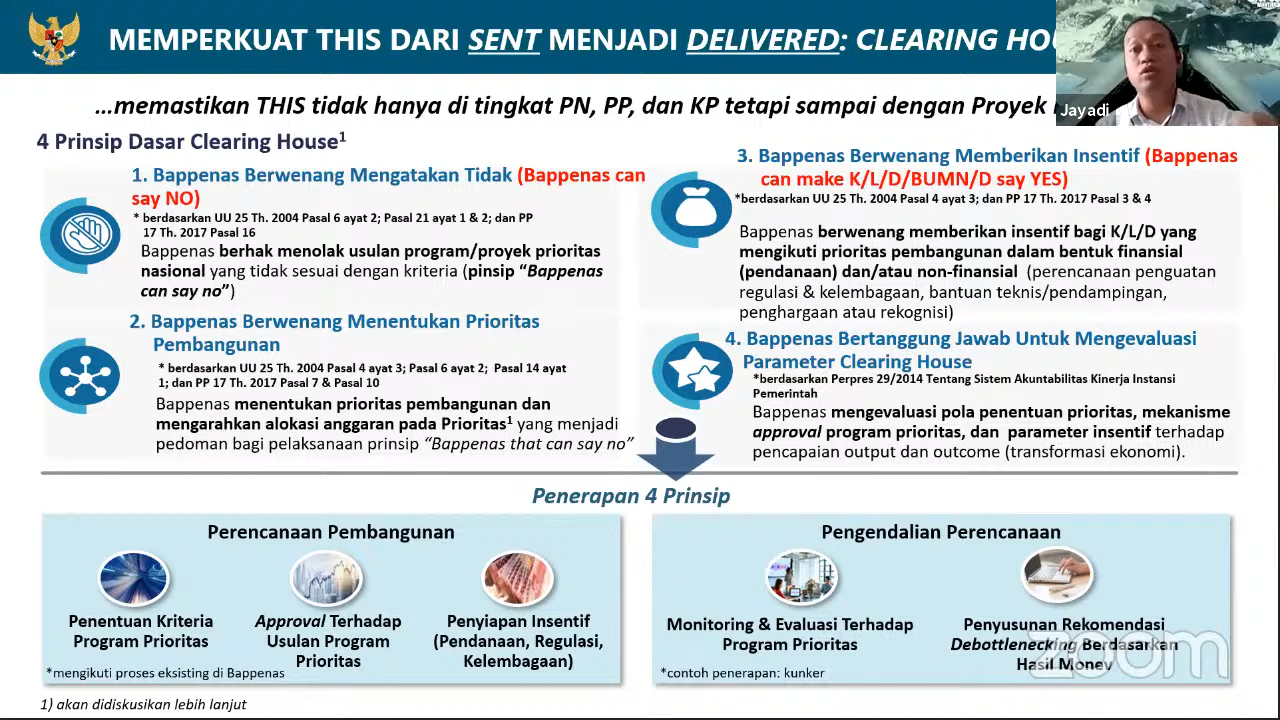 MEMPERKUAT THIS DARI SENT MENJADI DELIVERED: CLEARING
Jayadi
...memastikan THIS tidak hanya di tingkat PN, PP, dan KP tetapi sampai dengan Proyek
4 Prinsip Dasar Clearing House1
1. Bappenas Berwenang Mengatakan Tidak (Bappenas can
say NO)
* berdasarkan UU 25 Th. 2004 Pasal 6 ayat 2; Pasal 21 ayat 1 & 2; dan PP
17 Th. 2017 Pasal 16
Bappenas berhak menolak usulan program/proyek prioritas
nasional yang tidak sesuai dengan kriteria (pinsip “Bappenas
can say no”)
2. Bappenas Berwenang Menentukan Prioritas
Pembangunan
* berdasarkan UU 25 Th. 2004 Pasal 4 ayat 3; Pasal 6 ayat 2; Pasal 14 ayat
1; dan PP 17 Th. 2017 Pasal 7 & Pasal 10
Bappenas menentukan prioritas pembangunan dan
mengarahkan alokasi anggaran pada Prioritas1 yang menjadi
pedoman bagi pelaksanaan prinsip “Bappenas that can say no”
3. Bappenas Berwenang Memberikan Insentif (Bappenas
can make K/L/D/BUMN/D say YES)
*berdasarkan UU 25 Th. 2004 Pasal 4 ayat 3; dan PP 17 Th. 2017 Pasal 3 & 4
Bappenas berwenang memberikan insentif bagi K/L/D yang
mengikuti prioritas pembangunan dalam bentuk finansial
(pendanaan) dan/atau non-finansial (perencanaan penguatan
regulasi & kelembagaan, bantuan teknis/pendampingan,
penghargaan atau rekognisi)
4. Bappenas Bertanggung Jawab Untuk Mengevaluasi
Parameter Clearing House
*berdasarkan Perpres 29/2014 Tentang Sistem Akuntabilitas Kinerja Instansi
Pemerintah
Bappenas mengevaluasi pola penentuan prioritas, mekanisme
approval program prioritas, dan parameter insentif terhadap
pencapaian output dan outcome (transformasi ekonomi).
Penerapan 4 Prinsip
Perencanaan Pembangunan
Penentuan Kriteria
Program Prioritas
Approval Terhadap
Usulan Program
Prioritas
Penyiapan Insentif
(Pendanaan, Regulasi,
Kelembagaan)
*mengikuti proses eksisting di Bappenas
Pengendalian Perencanaan
Monitoring & Evaluasi Terhadap
Program Prioritas
Penyusunan Rekomendasi
Debottlenecking Berdasarkan
Hasil Monev
*contoh penerapan: kunker
zoom
1) akan didiskusikan lebih lanjut